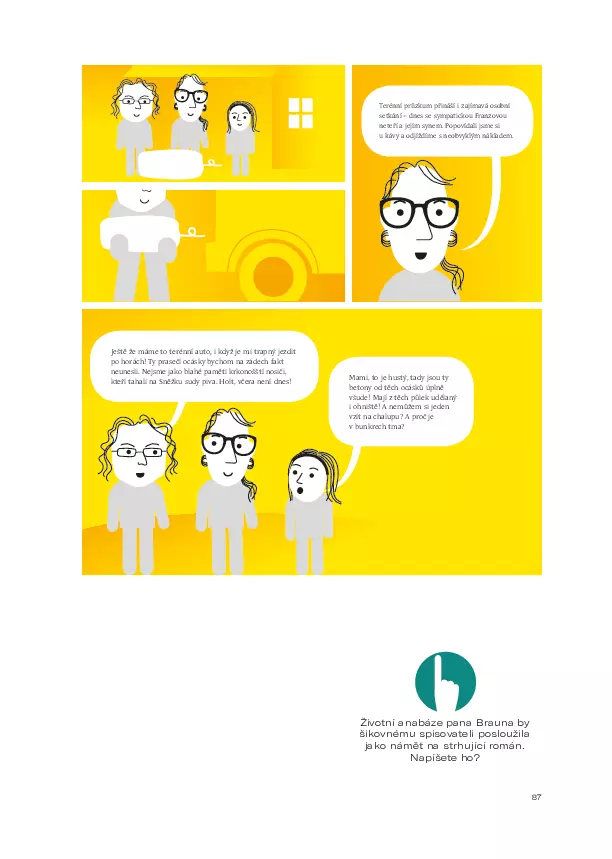 Terénní průzkum přináší i zajímavá osobní
setkání – dnes se sympatickou Franzovou
neteří a jejím synem. Popovídali jsme si
u kávy a odjíždíme s neobvyklým nákladem.
Ještě že máme to terénní auto, i když je mi trapný jezdit
po horách! Ty prasečí ocásky bychom na zádech fakt
neunesli. Nejsme jako blahé paměti krkonošští nosiči,
kteří tahali na Sněžku sudy piva. Holt, včera není dnes!
Mami, to je hustý, tady jsou ty
betony od těch ocásků úplně
všude! Mají z těch půlek udělaný
i ohniště! A nemůžem si jeden
vzít na chalupu? A proč je
v bunkrech tma?
Životní anabáze pana Brauna by
šikovnému spisovateli posloužila
jako námět na strhující román.
Napíšete ho?
87